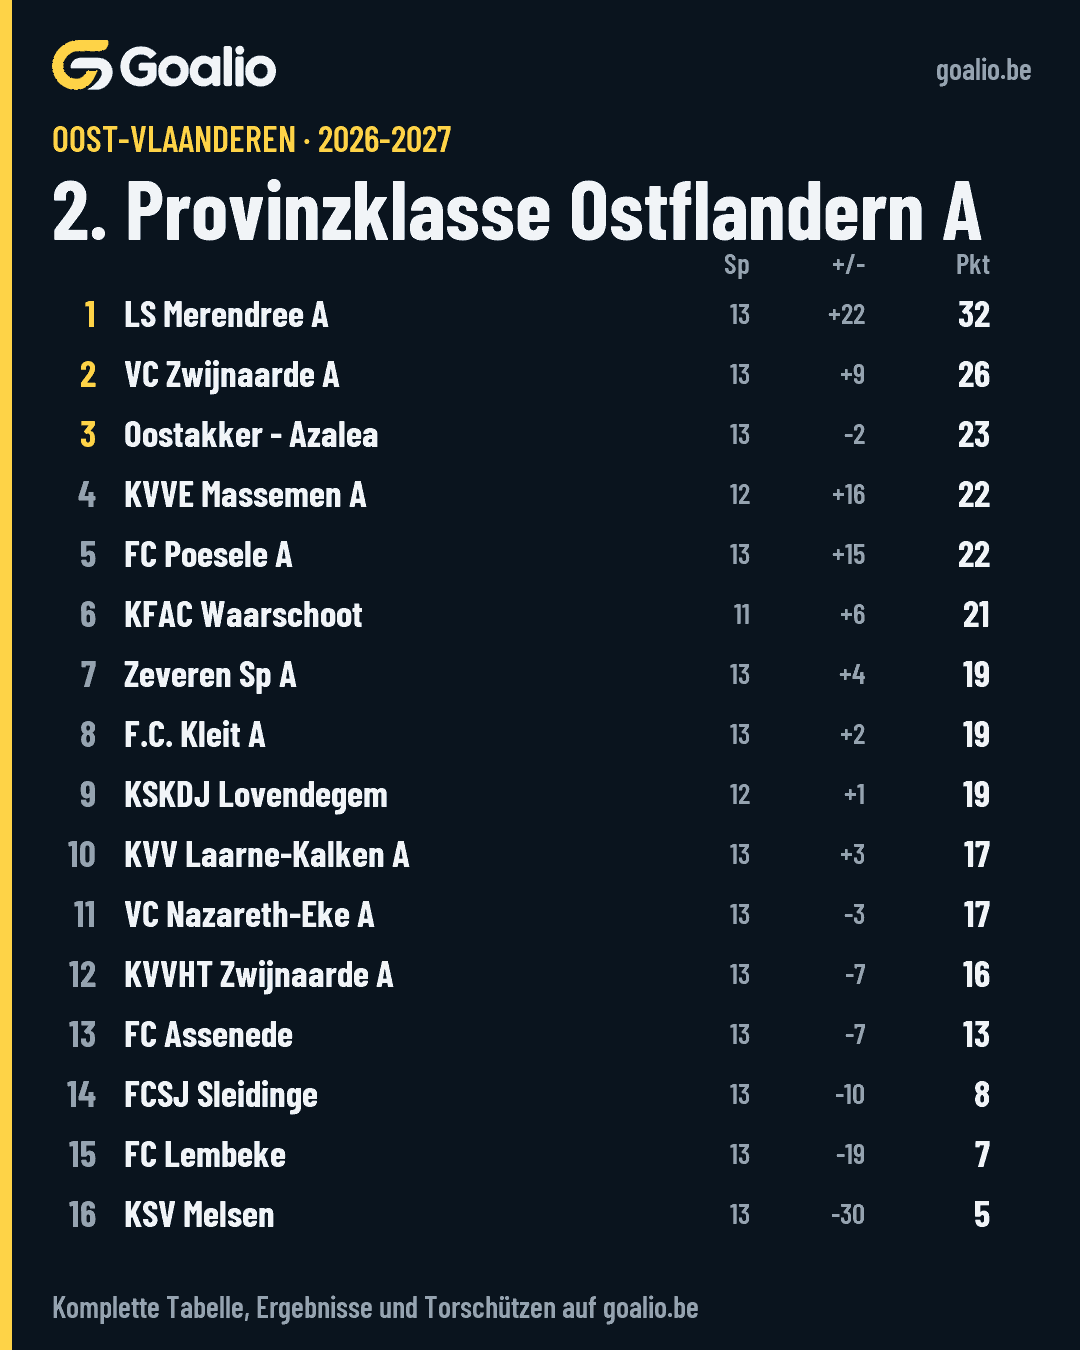 Goalio
goalio.be
OOST-VLAANDEREN · 2026-2027
2. Provinzklasse Ostflandern A
Sp +/- Pkt
1 LS Merendree A 13 +22 32
2 VC Zwijnaarde A 13 +9 26
3 Oostakker - Azalea 13 -2 23
4 KVVE Massemen A 12 +16 22
5 FC Poesele A 13 +15 22
6 KFAC Waarschoot 11 +6 21
7 Zeveren Sp A 13 +4 19
8 F.C. Kleit A 13 +2 19
9 KSKDJ Lovendegem 12 +1 19
10 KVV Laarne-Kalken A 13 +3 17
11 VC Nazareth-Eke A 13 -3 17
12 KVVHT Zwijnaarde A 13 -7 16
13 FC Assenede 13 -7 13
14 FCSJ Sleidinge 13 -10 8
15 FC Lembeke 13 -19 7
16 KSV Melsen 13 -30 5
Komplette Tabelle, Ergebnisse und Torschützen auf goalio.be